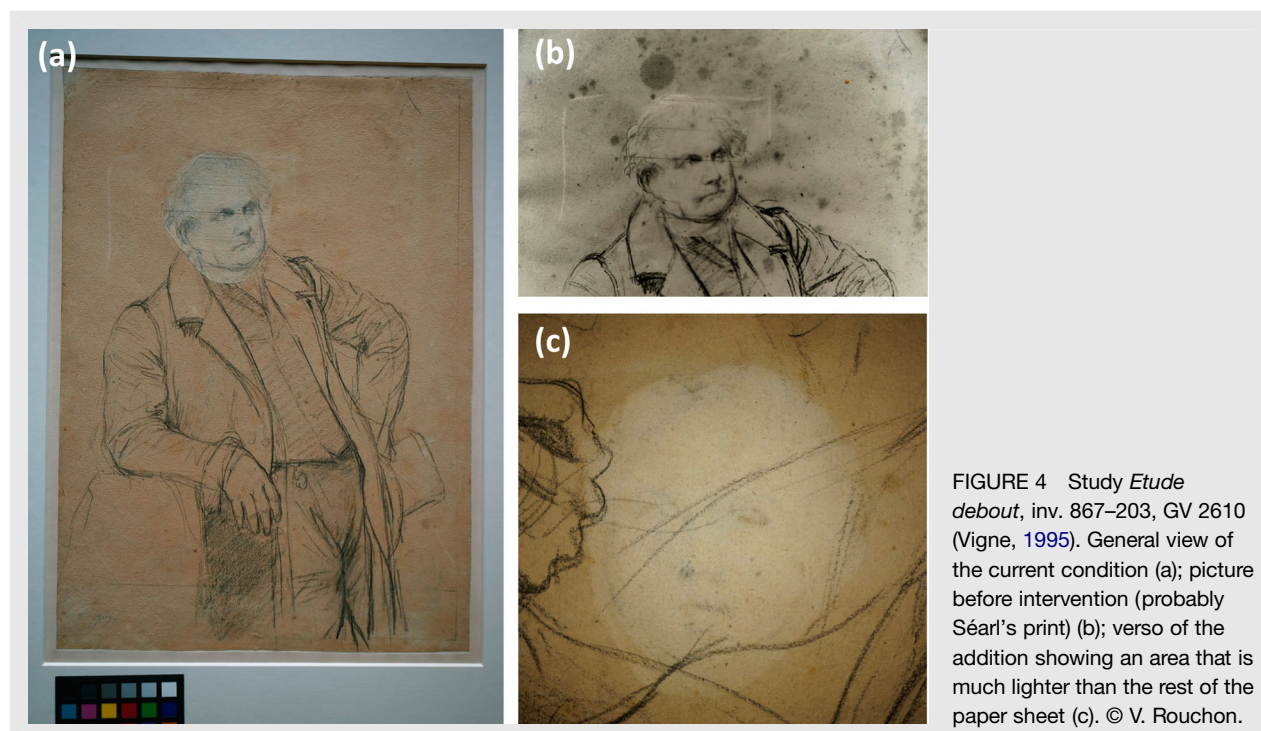 (a)
(b)
(c)
FIGURE 4 Study Etude
debout, inv. 867–203, GV 2610
(Vigne, 1995). General view of
the current condition (a); picture
before intervention (probably
Séarl's print) (b); verso of the
addition showing an area that is
much lighter than the rest of the
paper sheet (c). © V. Rouchon.